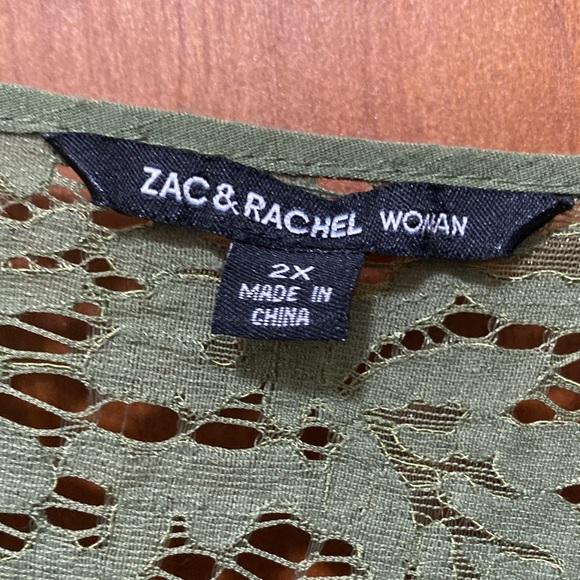 ZAC & RACHEL WOMAN
2X
MADE IN
CHINA